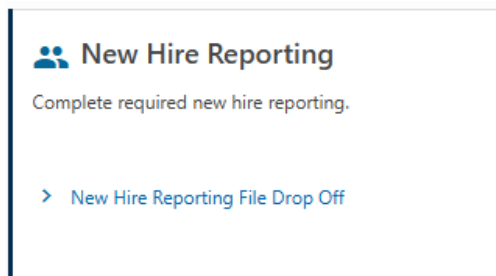 New Hire Reporting
Complete required new hire reporting.
New Hire Reporting File Drop Off